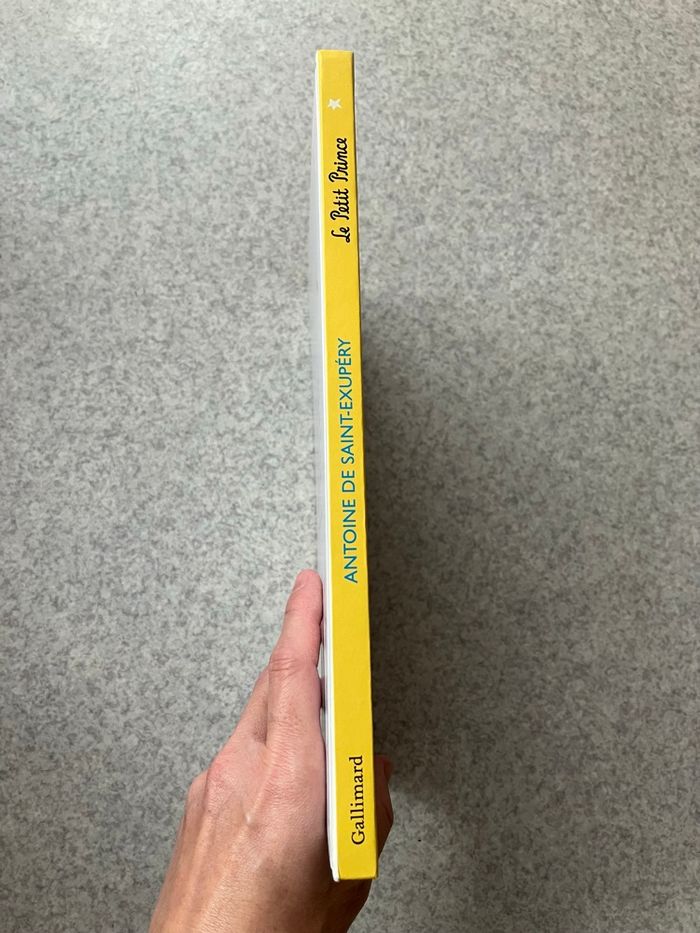 Le Petit Prince
ANTOINE DE SAINT-EXUPÉRY
Gallimard